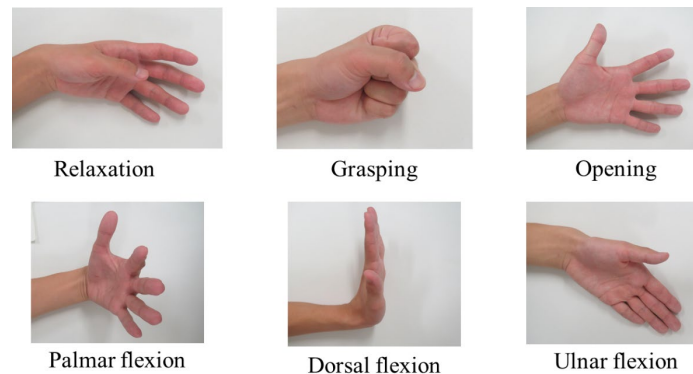 Relaxation
Grasping
Opening
Palmar flexion
Dorsal flexion
Ulnar flexion